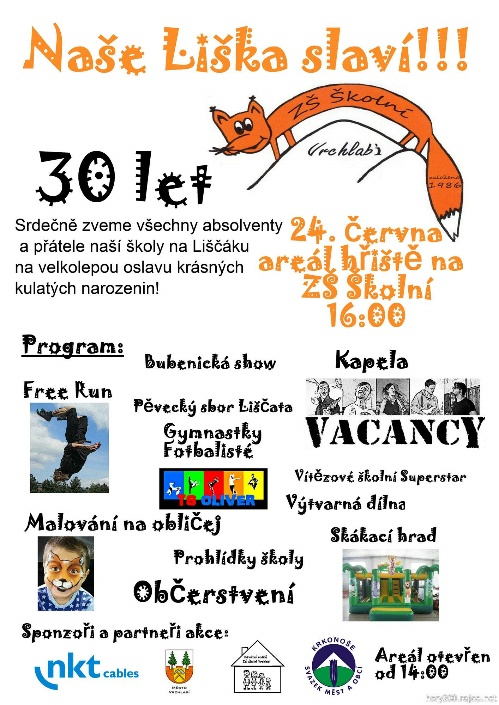 Naše Liška slaví!!!
ZŠ Školní
Vrchlabí
založeno
1986
30 let
Srdečně zveme všechny absolventy
a přátele naší školy na Liščáku
na velkolepou oslavu krásných
kulatých narozenin!
24. června
areál hřiště na
ZŠ Školní
16:00
Program:
Bubenická show
Kapela
Free Run
VACANCY
Pěvecký sbor Liščata
Gymnastky
Fotbalisté
TS OLIVER
Vítězové školní Superstar
Výtvarná dílna
Malování na obličej
Skákací hrad
Prohlídky školy
Občerstvení
Sponzoři a partneři akce:
nkt cables
MĚSTO
VRCHLABÍ
KRKONOŠE
SVAZEK MĚST A OBCÍ
Areál otevřen
od 14:00